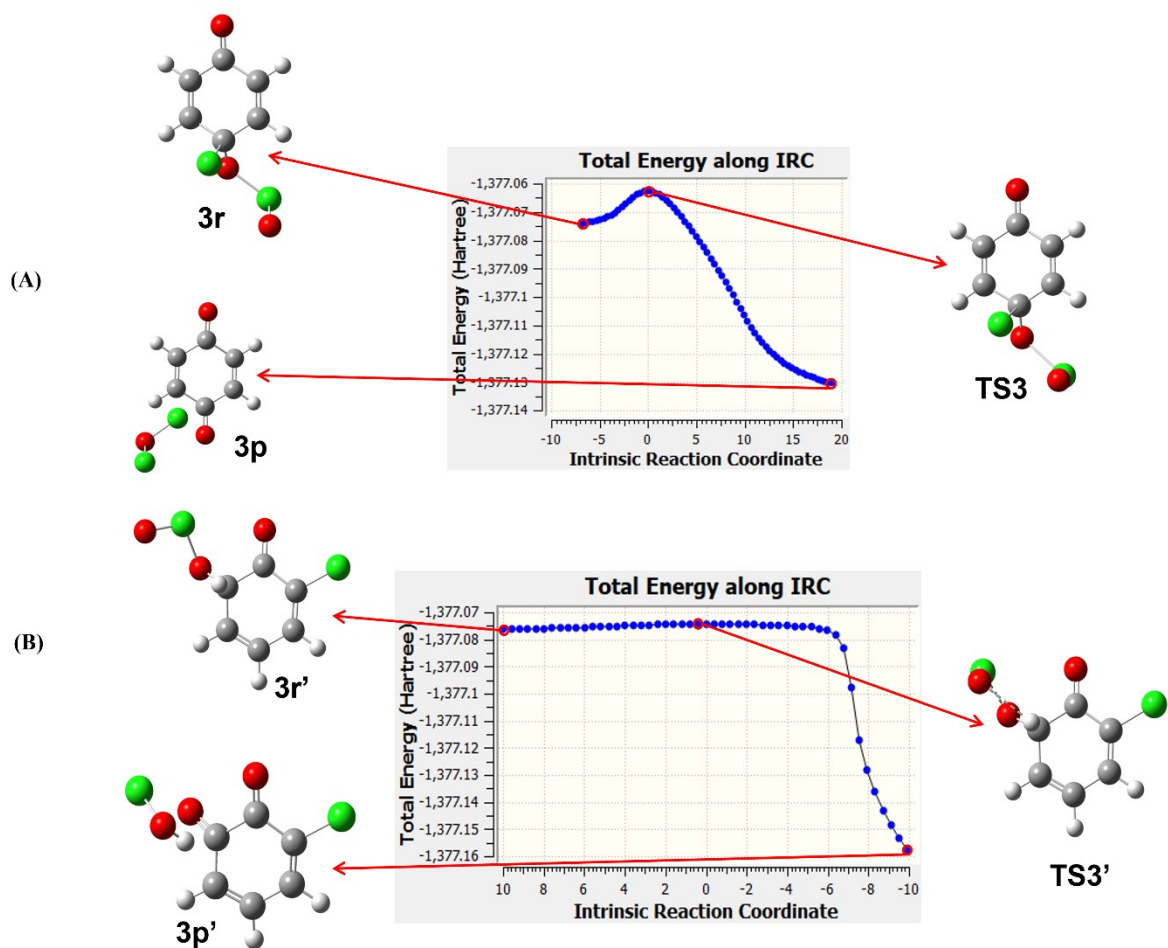 (A)
3r
3p
Total Energy along IRC
Total Energy (Hartree)
-1,377.06
-1,377.07
-1,377.08
-1,377.09
-1,377.1
-1,377.11
-1,377.12
-1,377.13
-1,377.14
-10 -5 0 5 10 15 20
Intrinsic Reaction Coordinate
TS3
(B)
3r’
3p’
Total Energy along IRC
Total Energy (Hartree)
-1,377.07
-1,377.08
-1,377.09
-1,377.1
-1,377.11
-1,377.12
-1,377.13
-1,377.14
-1,377.15
-1,377.16
10 8 6 4 2 0 -2 -4 -6 -8 -10
Intrinsic Reaction Coordinate
TS3’